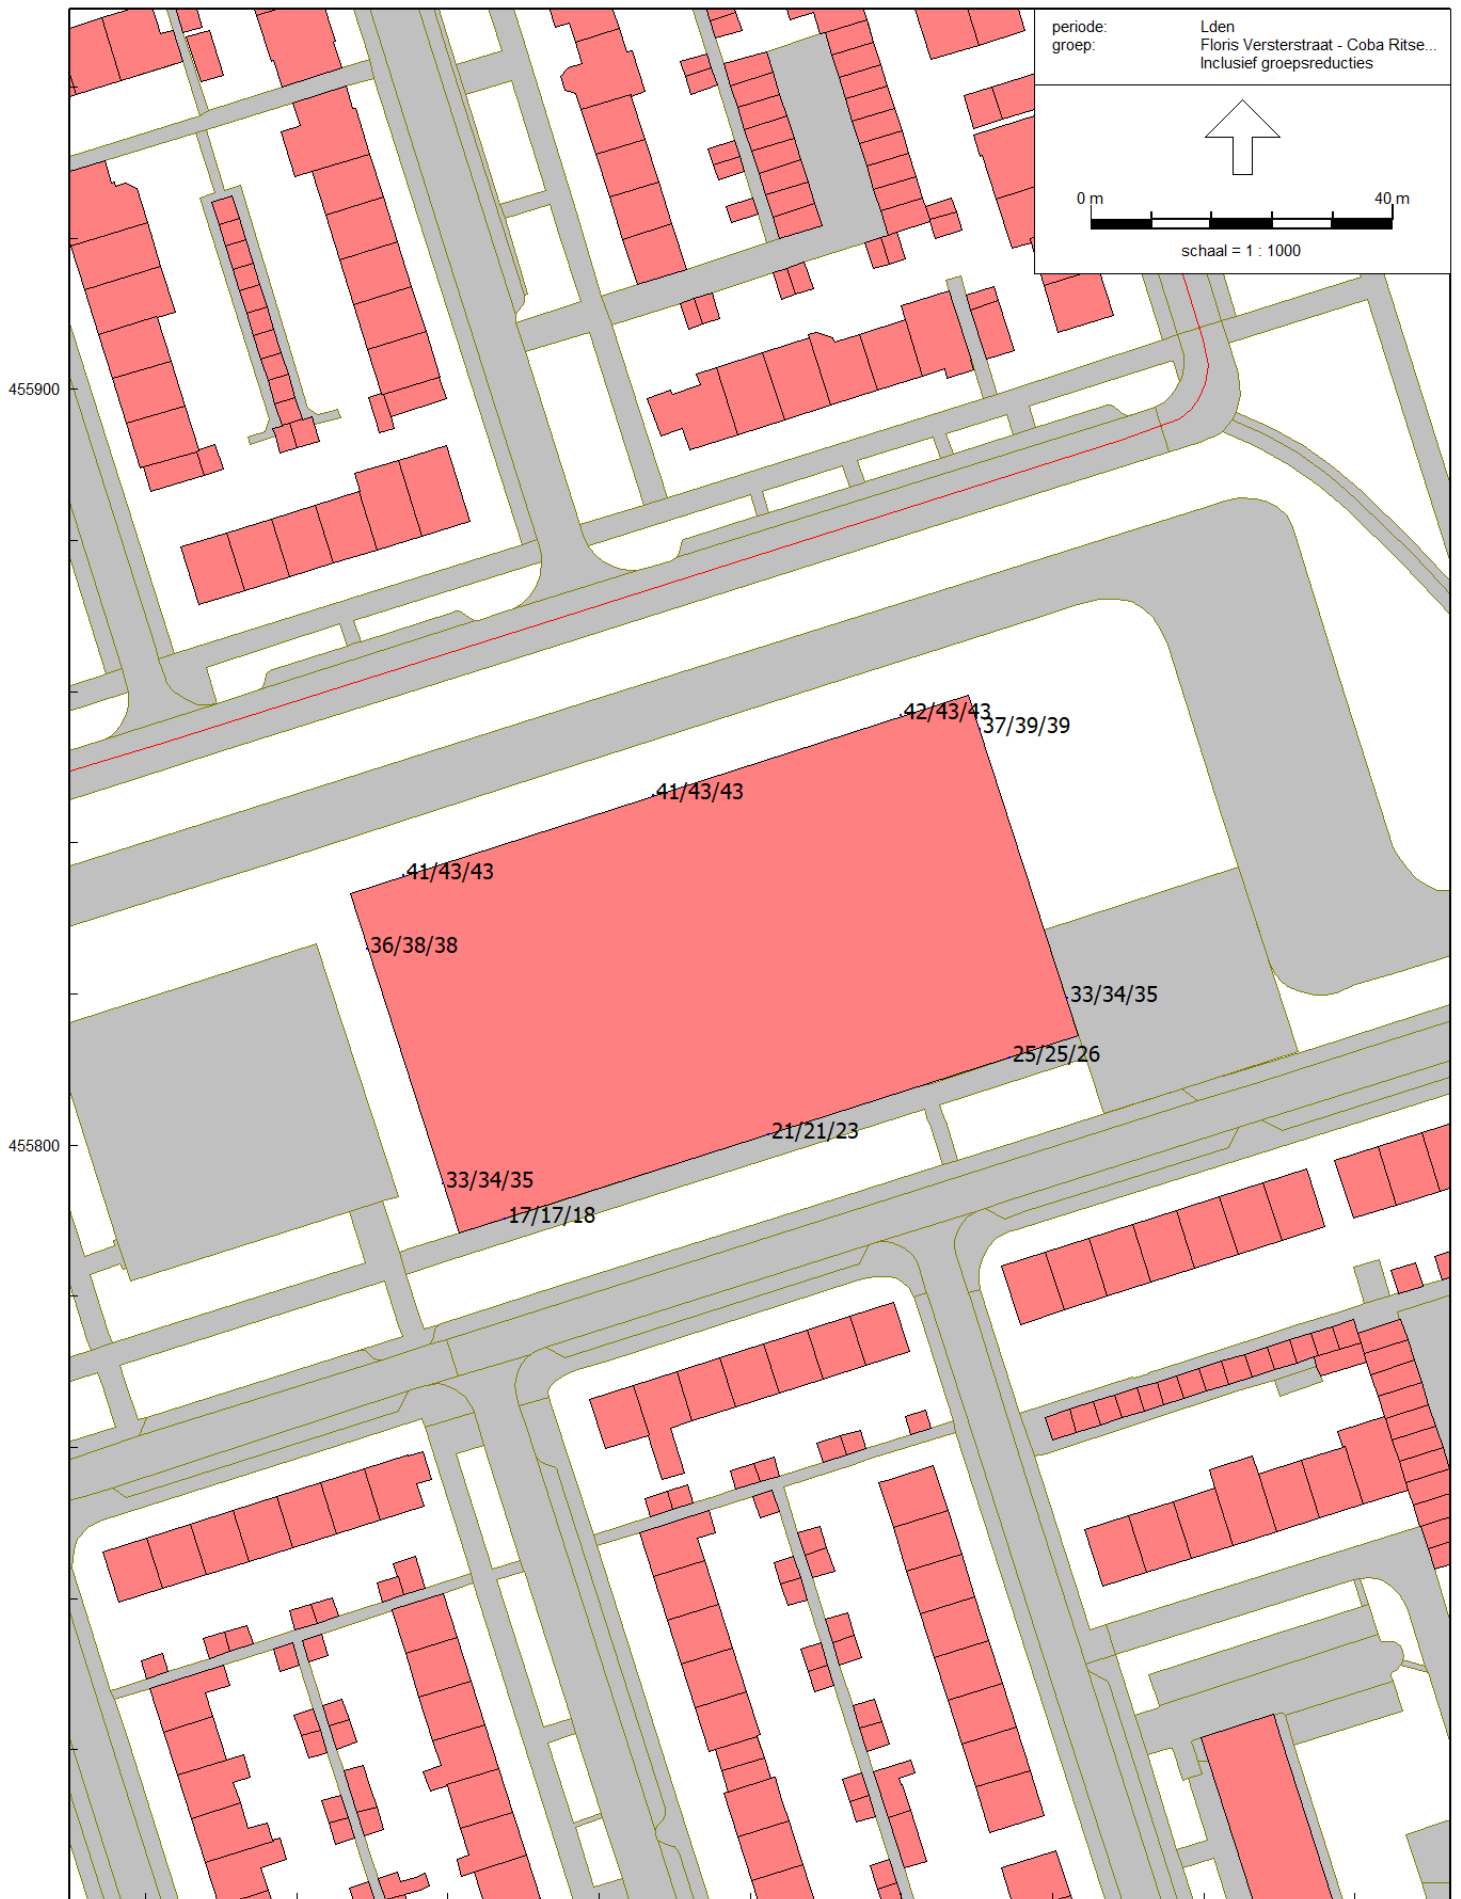 periode: Lden
groep: Floris Versterstraat - Coba Ritse...
Inclusief groepsreducties
0 m 40 m
schaal = 1 : 1000
455900
42/43/43
37/39/39
41/43/43
41/43/43
36/38/38
33/34/35
25/25/26
21/21/23
455800
33/34/35
17/17/18